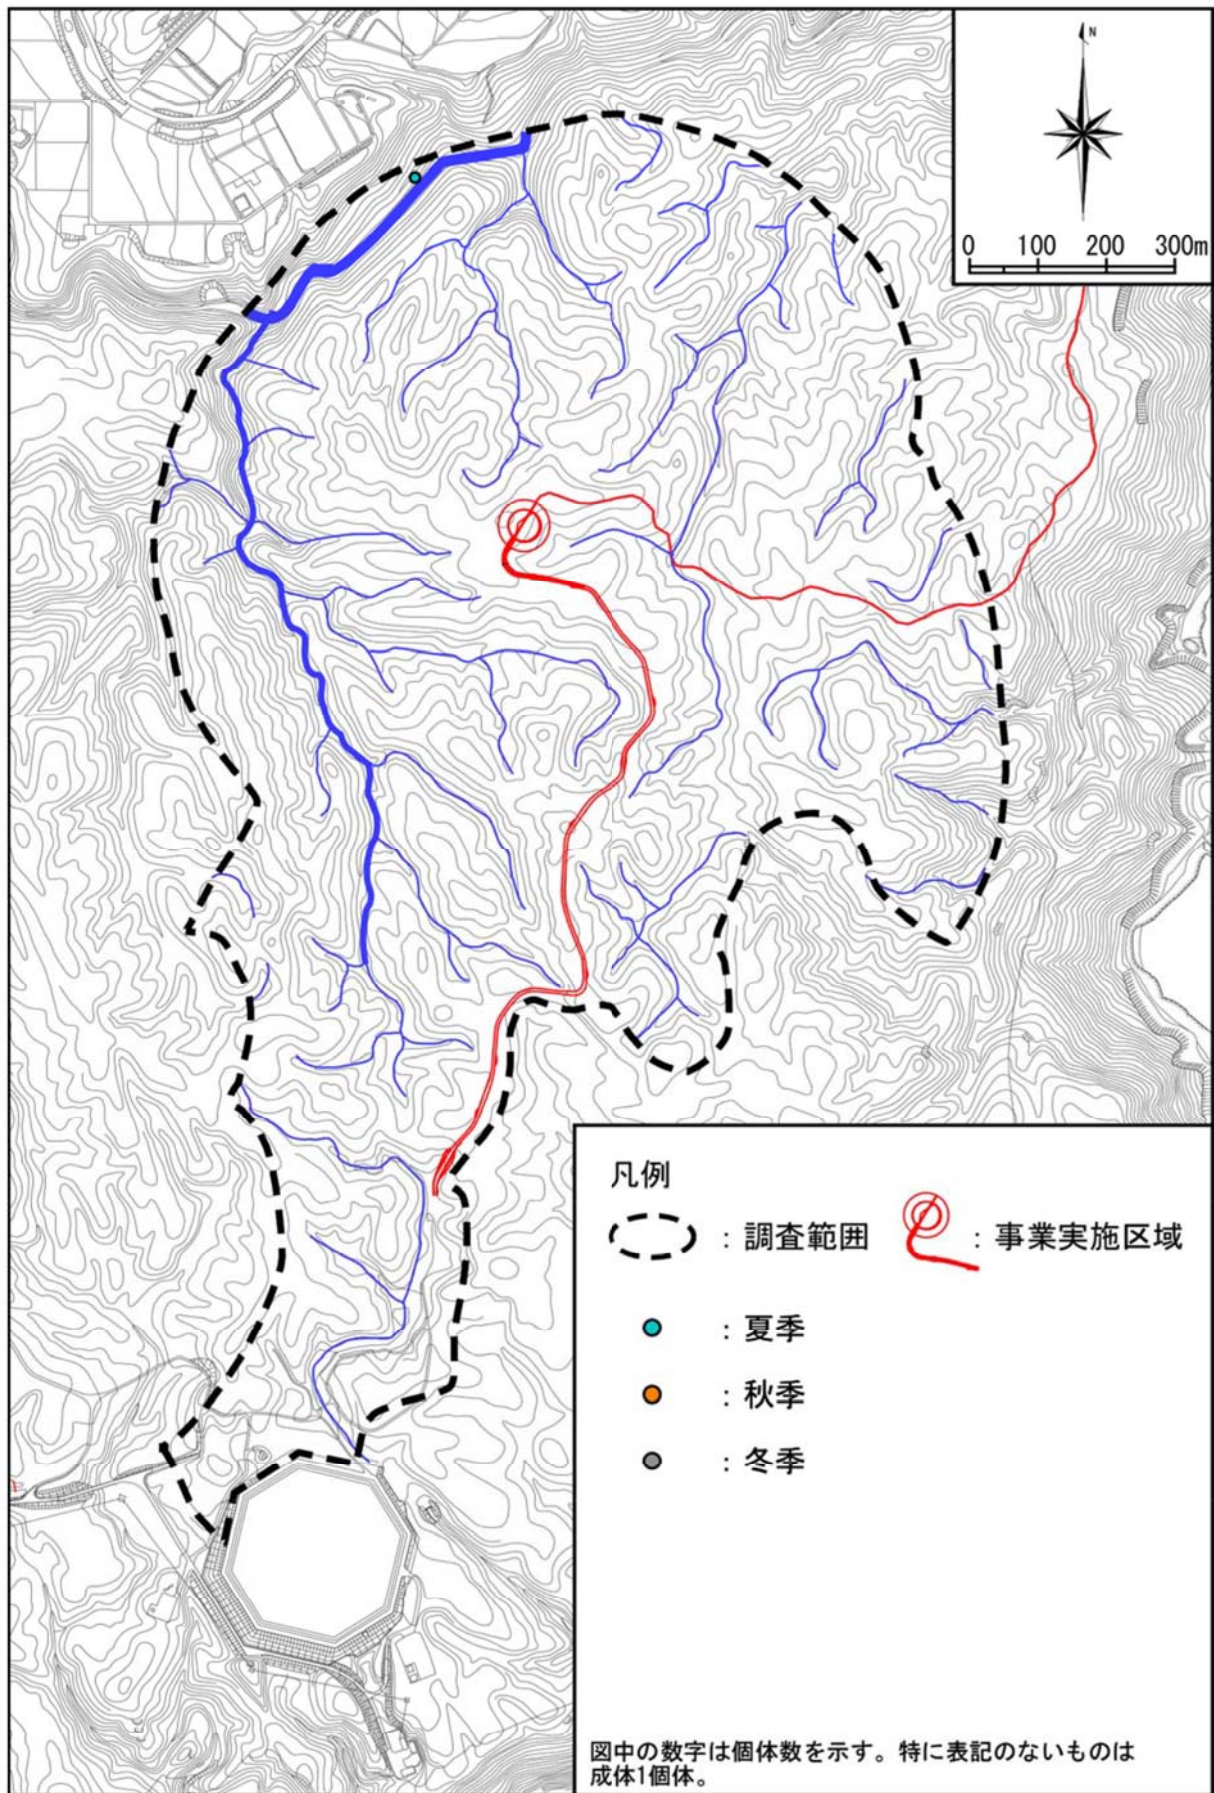 N
0 100 200 300m
凡例
：調査範囲 ：事業実施区域
：夏季
：秋季
：冬季
図中の数字は個体数を示す。特に表記のないものは
成体1個体。